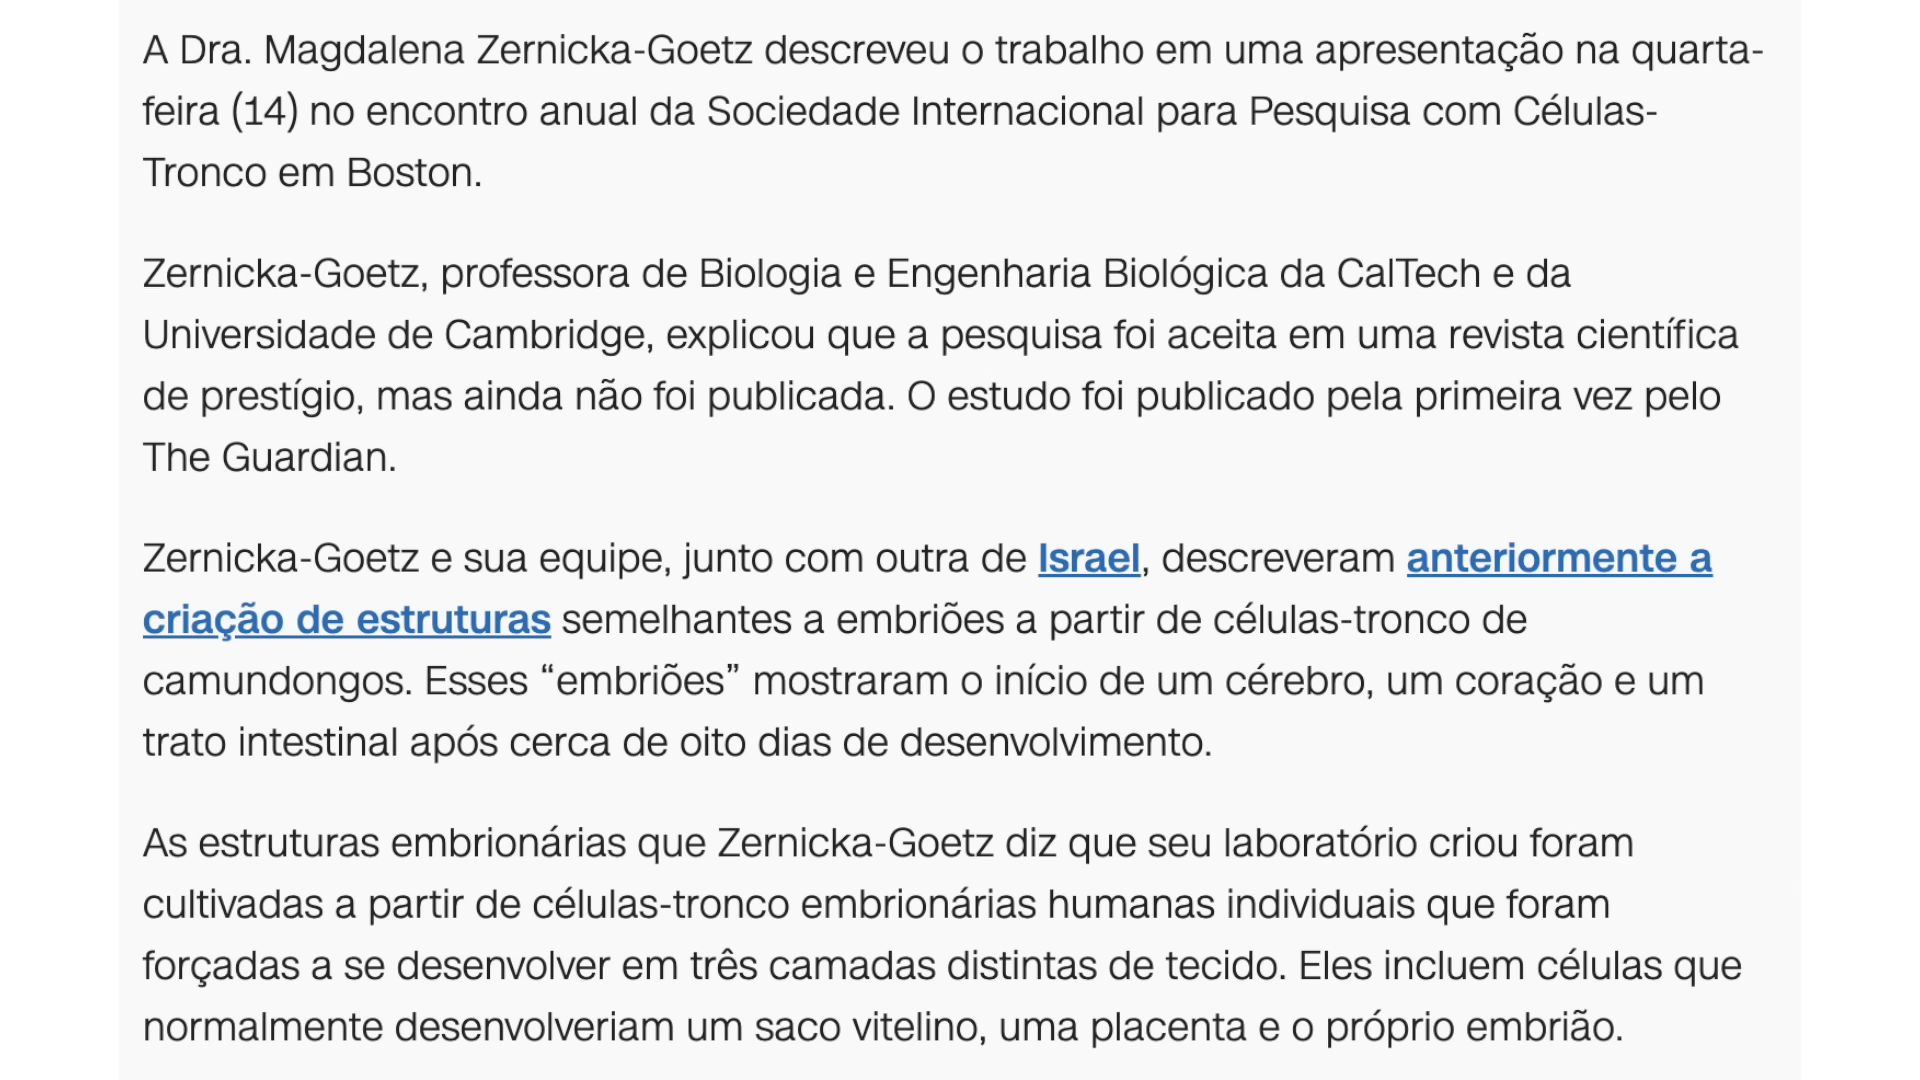 A Dra. Magdalena Zernicka-Goetz descreveu o trabalho em uma apresentação na quarta-
feira (14) no encontro anual da Sociedade Internacional para Pesquisa com Células-
Tronco em Boston.
Zernicka-Goetz, professora de Biologia e Engenharia Biológica da CalTech e da
Universidade de Cambridge, explicou que a pesquisa foi aceita em uma revista científica
de prestígio, mas ainda não foi publicada. O estudo foi publicado pela primeira vez pelo
The Guardian.
Zernicka-Goetz e sua equipe, junto com outra de Israel, descreveram anteriormente a
criação de estruturas semelhantes a embriões a partir de células-tronco de
camundongos. Esses “embriões” mostraram o início de um cérebro, um coração e um
trato intestinal após cerca de oito dias de desenvolvimento.
As estruturas embrionárias que Zernicka-Goetz diz que seu laboratório criou foram
cultivadas a partir de células-tronco embrionárias humanas individuais que foram
forçadas a se desenvolver em três camadas distintas de tecido. Eles incluem células que
normalmente desenvolveriam um saco vitelino, uma placenta e o próprio embrião.